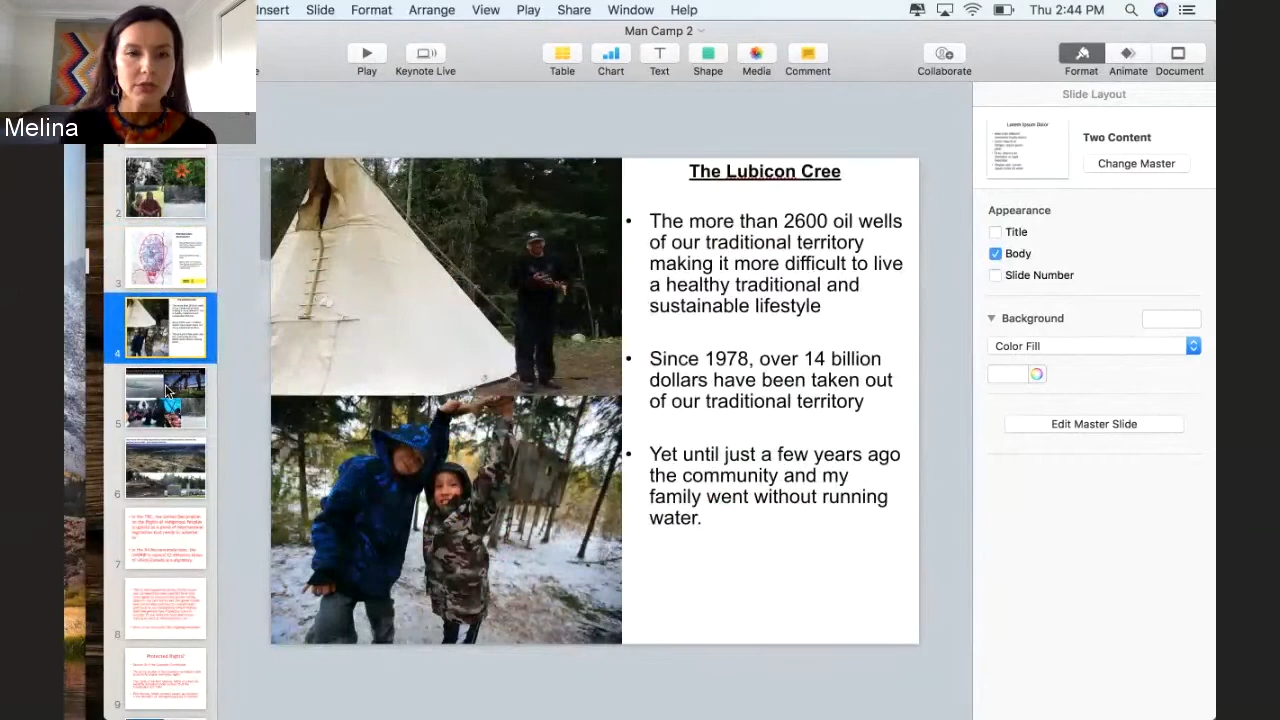 Insert Slide Format Arrange View Play Share Window Help Thu 2:44 PM
Man Camp 2
Play Keynote Live Table Chart Text Shape Media Comment Collaborate Format Animate Document
Melina
2
3
4
5
6
7
8
9
Protected Rights?
The Lubicon Cree
• The more than 2600 oil wells
of our traditional territory
making it more difficult to live
a healthy traditional and
sustainable lifestyle
• Since 1978, over 14 billion
dollars have been taken out
of our traditional territory
• Yet until just a few years ago
the community and my
family went without running
water.
Slide Layout
Lorem Ipsum Dolor
Two Content
Change Master
Appearance
Title
Body
Slide Number
Background
Color Fill
Edit Master Slide